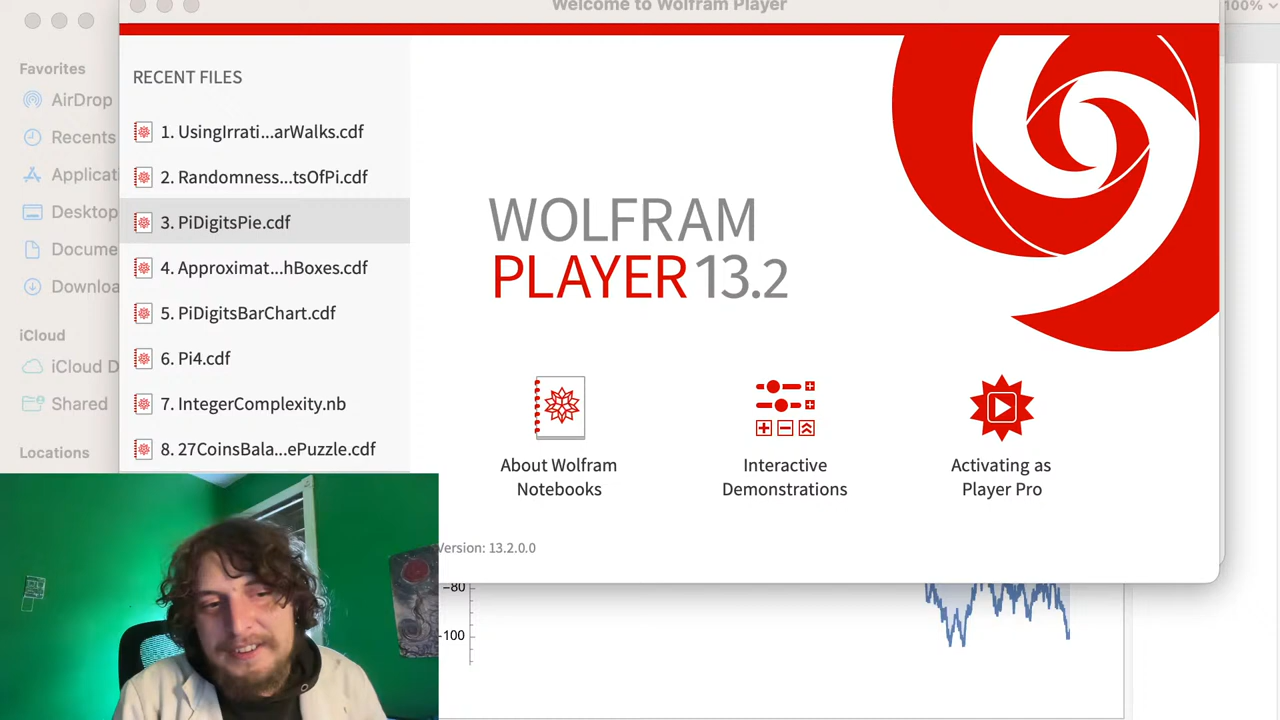 Welcome to Wolfram Player
100%
Favorites
AirDrop
Recents
Applicati
Desktop
Docume
Downloa
iCloud
iCloud D
Shared
Locations
RECENT FILES
1. UsingIrrati...arWalks.cdf
2. Randomness...tsOfPi.cdf
3. PiDigitsPie.cdf
4. Approximat...hBoxes.cdf
5. PiDigitsBarChart.cdf
6. Pi4.cdf
7. IntegerComplexity.nb
8. 27CoinsBala...ePuzzle.cdf
WOLFRAM
PLAYER 13.2
About Wolfram
Notebooks
Interactive
Demonstrations
Activating as
Player Pro
Version: 13.2.0.0
-80
-100